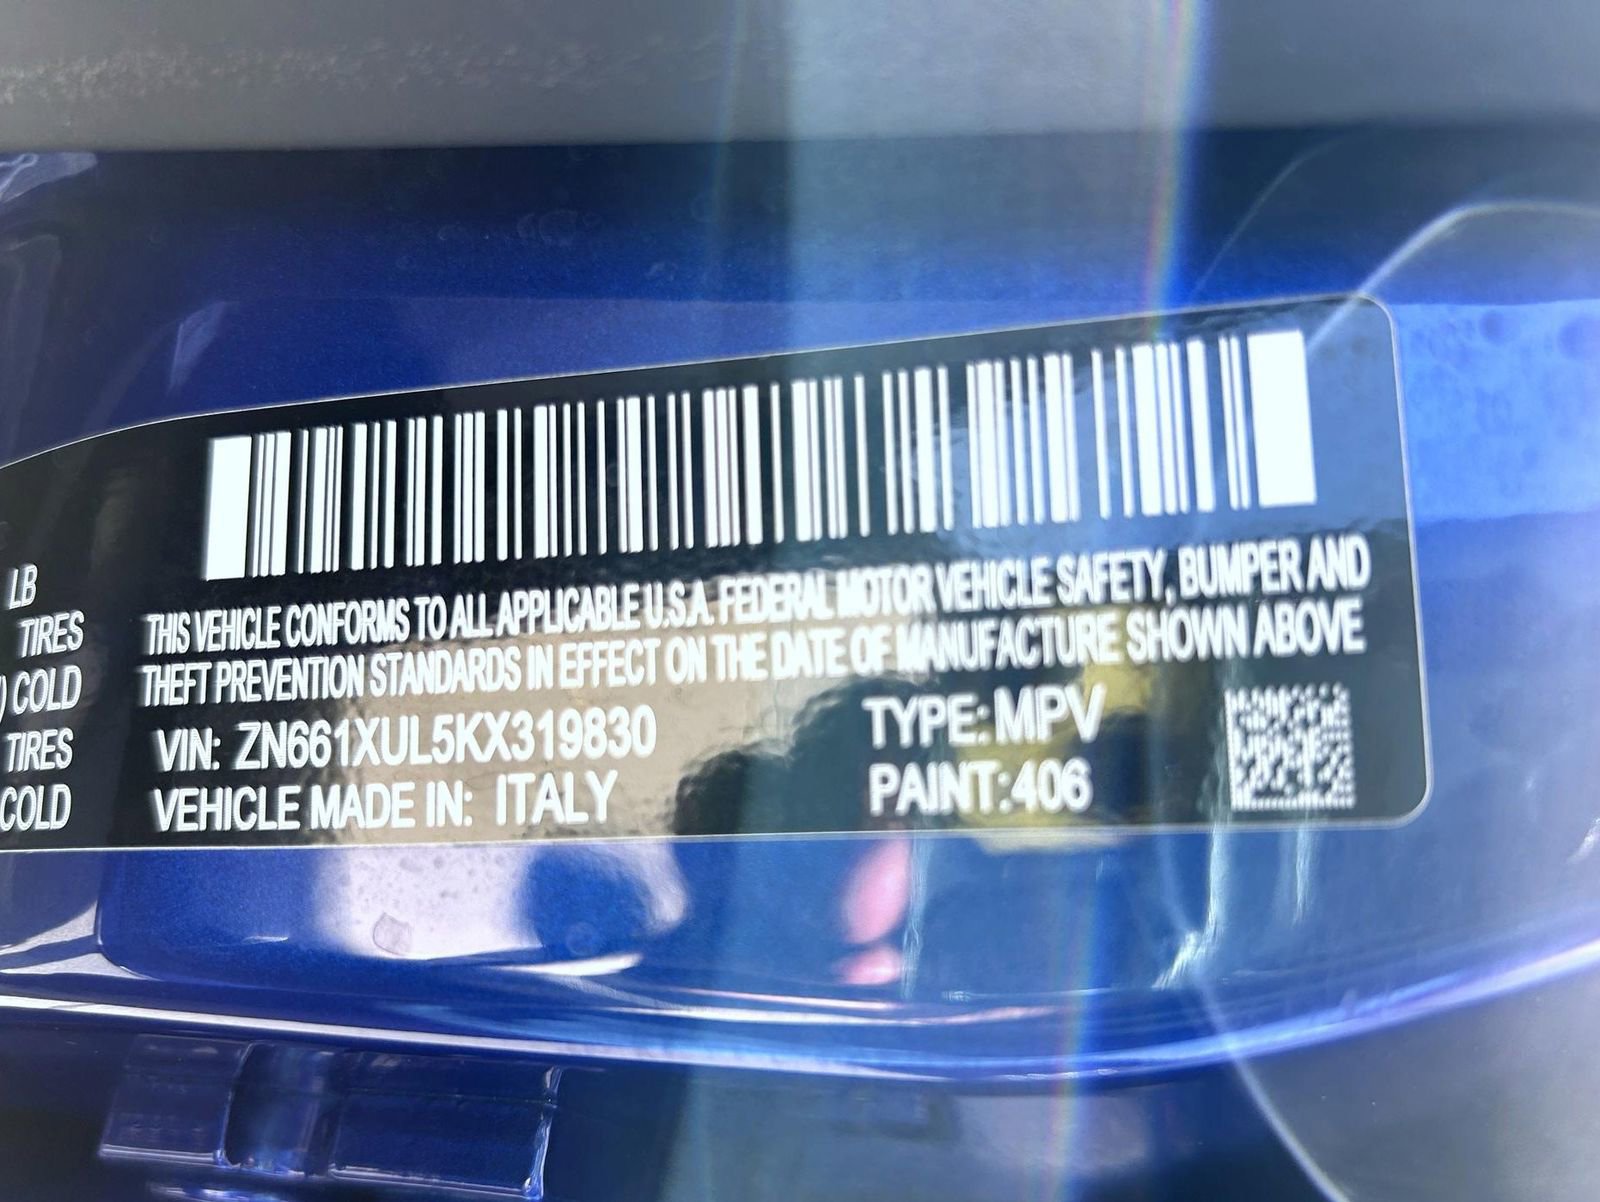 LB
TIRES
) COLD
TIRES
COLD
THIS VEHICLE CONFORMS TO ALL APPLICABLE U.S.A. FEDERAL MOTOR VEHICLE SAFETY, BUMPER AND
THEFT PREVENTION STANDARDS IN EFFECT ON THE DATE OF MANUFACTURE SHOWN ABOVE
VIN: ZN661XUL5KX319830
TYPE: MPV
VEHICLE MADE IN: ITALY
PAINT:406